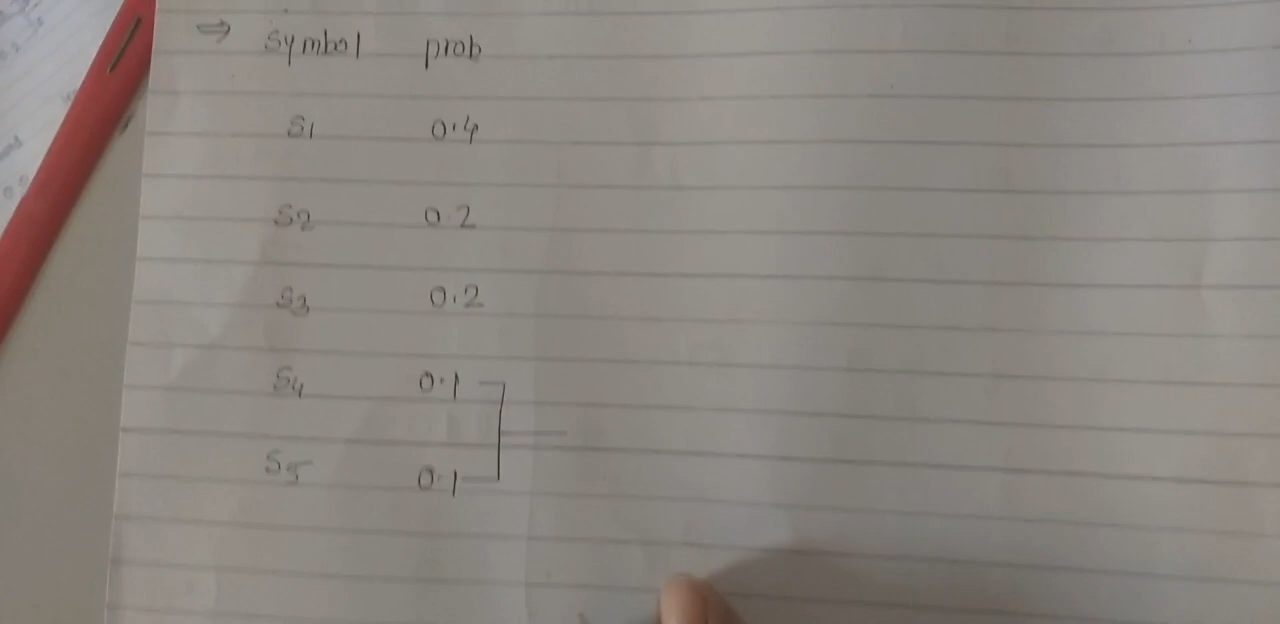 ⇒ Symbol prob
S1 0.4
S2 0.2
S3 0.2
S4 0.1
S5 0.1